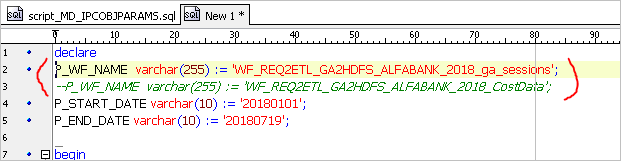 script_MD_IPCOBJPARAMS.sql New 1 *
0 10 20 30 40 50 60 70 80 90
1 declare
2 P_WF_NAME varchar(255) := 'WF_REQ2ETL_GA2HDFS_ALFABANK_2018_ga_sessions';
3 --P_WF_NAME varchar(255) := 'WF_REQ2ETL_GA2HDFS_ALFABANK_2018_CostData';
4 P_START_DATE varchar(10) := '20180101';
5 P_END_DATE varchar(10) := '20180719';
6
7 begin